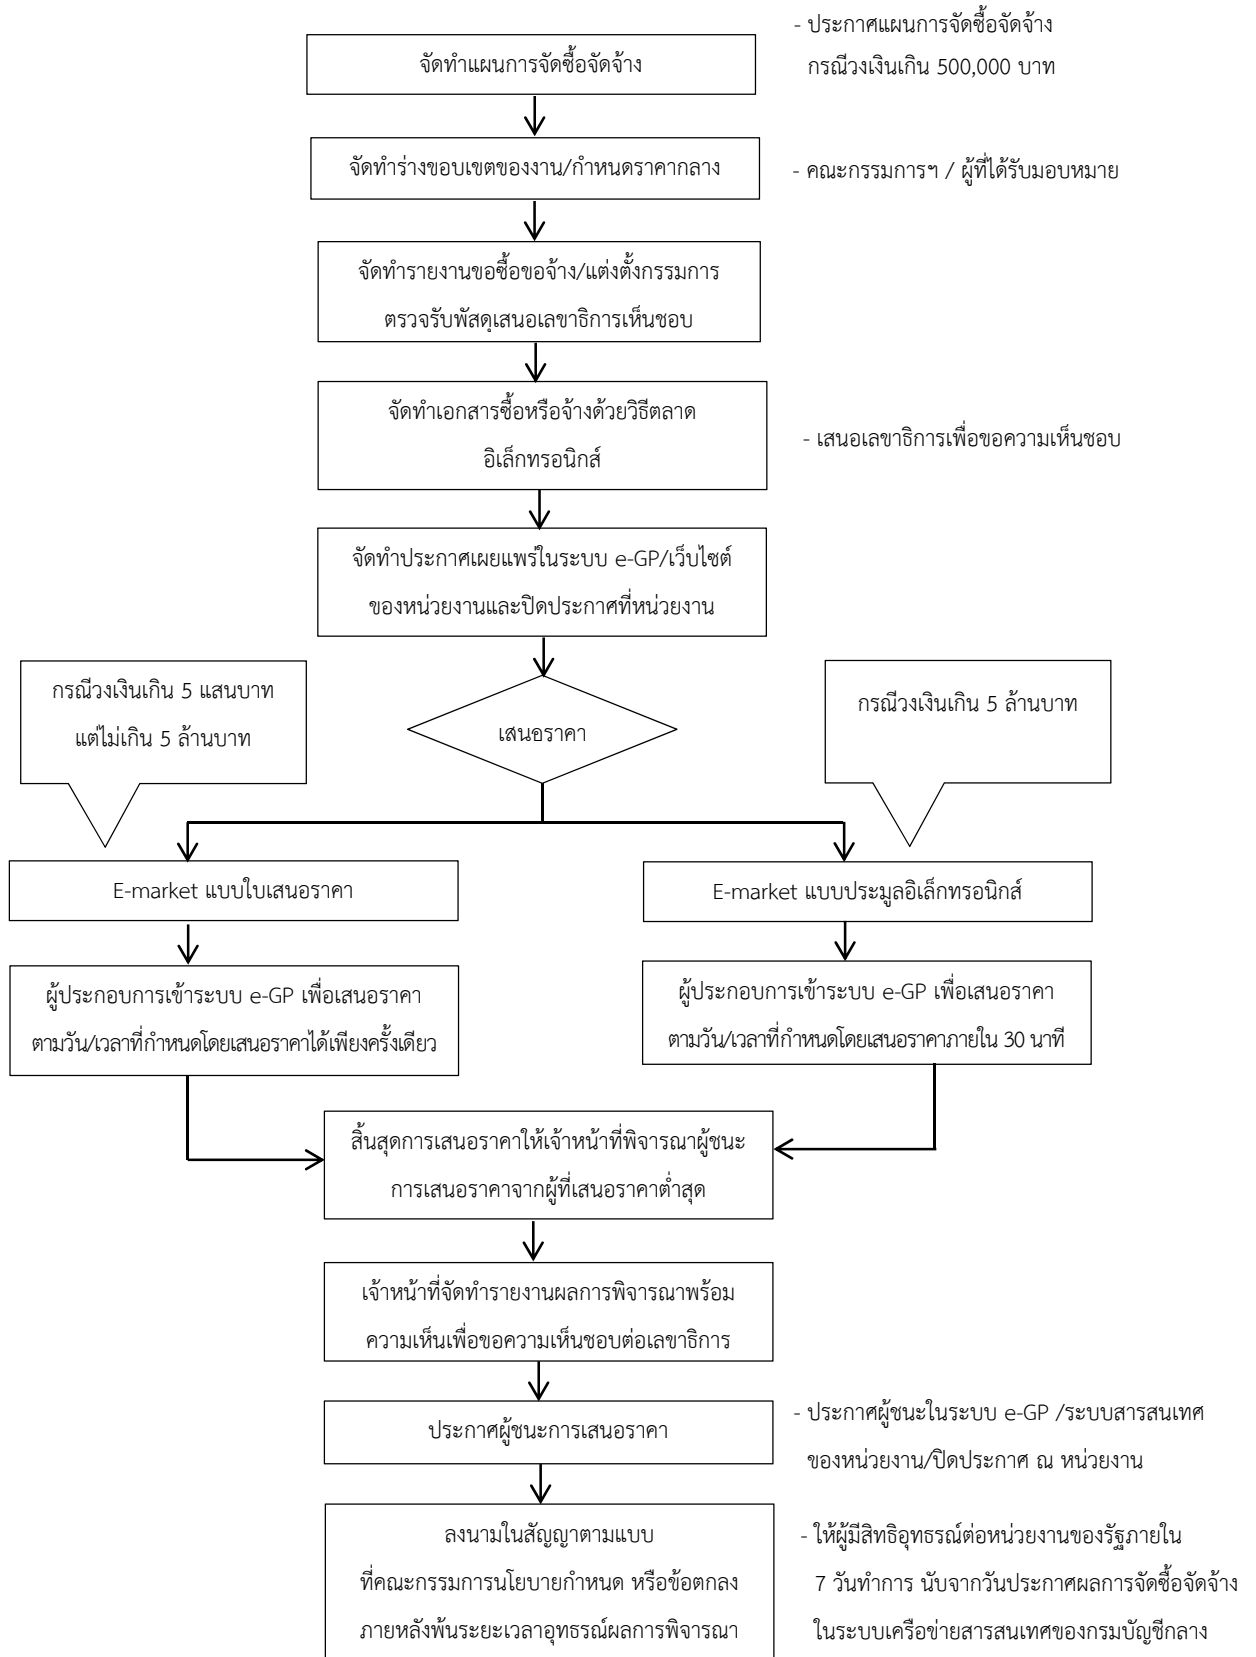 - ประกาศแผนการจัดซื้อจัดจ้าง
กรณีวงเงินเกิน 500,000 บาท
จัดทำแผนการจัดซื้อจัดจ้าง
จัดทำร่างขอบเขตของงาน/กำหนดราคากลาง
- คณะกรรมการฯ / ผู้ที่ได้รับมอบหมาย
จัดทำรายงานขอซื้อขอจ้าง/แต่งตั้งกรรมการ
ตรวจรับพัสดุเสนอเลขาธิการเห็นชอบ
จัดทำเอกสารซื้อหรือจ้างด้วยวิธีตลาด
อิเล็กทรอนิกส์
- เสนอเลขาธิการเพื่อขอความเห็นชอบ
จัดทำประกาศเผยแพร่ในระบบ e-GP/เว็บไซต์
ของหน่วยงานและปิดประกาศที่หน่วยงาน
กรณีวงเงินเกิน 5 แสนบาท
แต่ไม่เกิน 5 ล้านบาท
เสนอราคา
กรณีวงเงินเกิน 5 ล้านบาท
E-market แบบใบเสนอราคา
E-market แบบประมูลอิเล็กทรอนิกส์
ผู้ประกอบการเข้าระบบ e-GP เพื่อเสนอราคา
ตามวัน/เวลาที่กำหนดโดยเสนอราคาได้เพียงครั้งเดียว
ผู้ประกอบการเข้าระบบ e-GP เพื่อเสนอราคา
ตามวัน/เวลาที่กำหนดโดยเสนอราคาภายใน 30 นาที
สิ้นสุดการเสนอราคาให้เจ้าหน้าที่พิจารณาผู้ชนะ
การเสนอราคาจากผู้ที่เสนอราคาต่ำสุด
เจ้าหน้าที่จัดทำรายงานผลการพิจารณาพร้อม
ความเห็นเพื่อขอความเห็นชอบต่อเลขาธิการ
ประกาศผู้ชนะการเสนอราคา
- ประกาศผู้ชนะในระบบ e-GP /ระบบสารสนเทศ
ของหน่วยงาน/ปิดประกาศ ณ หน่วยงาน
ลงนามในสัญญาตามแบบ
ที่คณะกรรมการนโยบายกำหนด หรือข้อตกลง
ภายหลังพ้นระยะเวลาอุทธรณ์ผลการพิจารณา
- ให้ผู้มีสิทธิอุทธรณ์ต่อหน่วยงานของรัฐภายใน
7 วันทำการ นับจากวันประกาศผลการจัดซื้อจัดจ้าง
ในระบบเครือข่ายสารสนเทศของกรมบัญชีกลาง